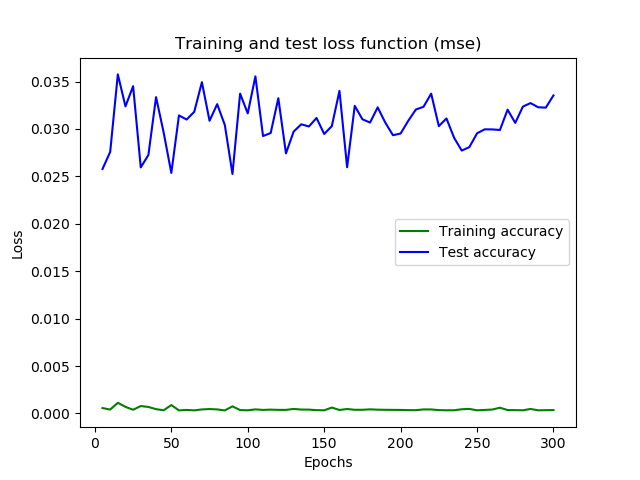 Training and test loss function (mse)
0.035
0.030
0.025
0.020
0.015
0.010
0.005
0.000
Loss
Training accuracy
Test accuracy
0 50 100 150 200 250 300
Epochs